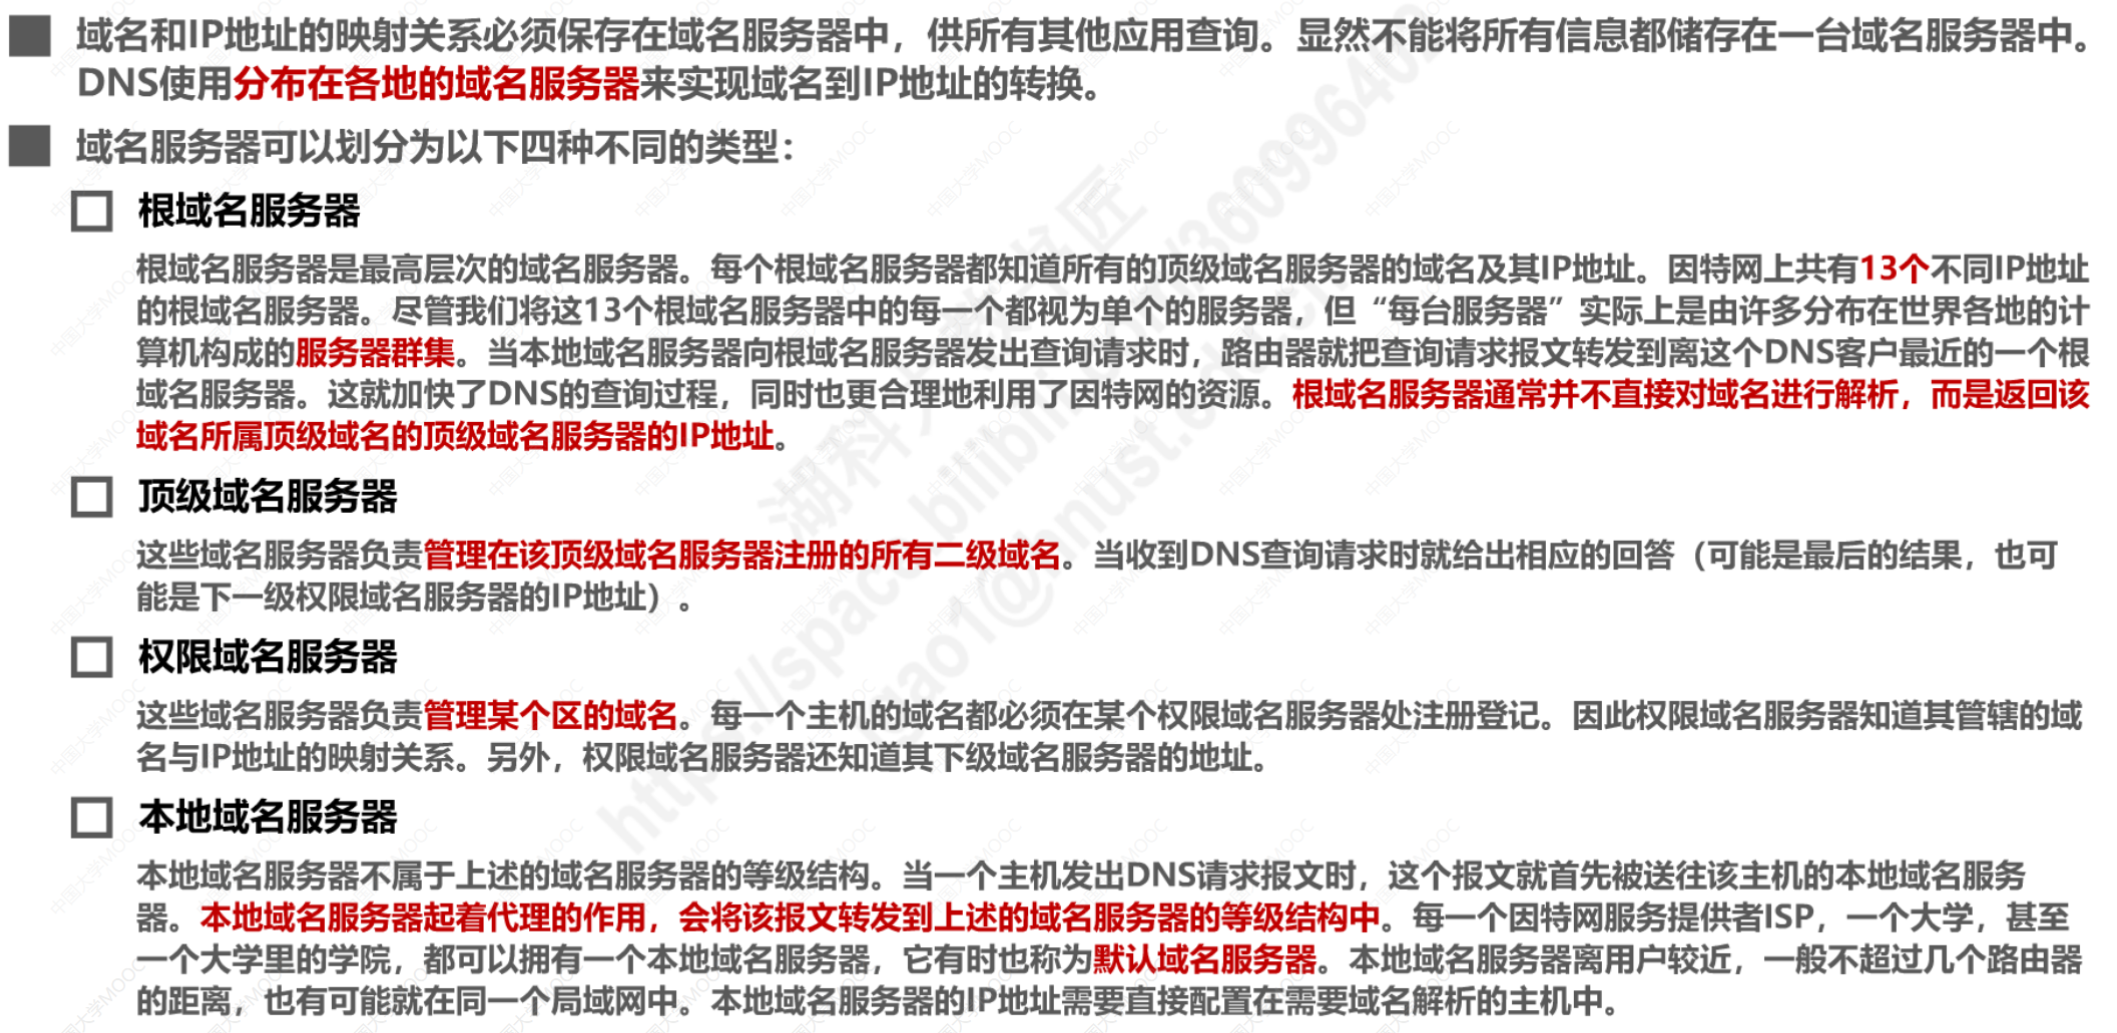 域名和IP地址的映射关系必须保存在域名服务器中，供所有其他应用查询。显然不能将所有信息都储存在一台域名服务器中。
DNS使用分布在各地的域名服务器来实现域名到IP地址的转换。
域名服务器可以划分为以下四种不同的类型：
根域名服务器
根域名服务器是最高层次的域名服务器。每个根域名服务器都知道所有的顶级域名服务器的域名及其IP地址。因特网上共有13个不同IP地址
的根域名服务器。尽管我们将这13个根域名服务器中的每一个都视为单个的服务器，但“每台服务器”实际上是由许多分布在世界各地的计
算机构成的服务器群集。当本地域名服务器向根域名服务器发出查询请求时，路由器就把查询请求报文转发到离这个DNS客户最近的一个根
域名服务器。这就加快了DNS的查询过程，同时也更合理地利用了因特网的资源。根域名服务器通常并不直接对域名进行解析，而是返回该
域名所属顶级域名的顶级域名服务器的IP地址。
顶级域名服务器
这些域名服务器负责管理在该顶级域名服务器注册的所有二级域名。当收到DNS查询请求时就给出相应的回答（可能是最后的结果，也可
能是下一级权限域名服务器的IP地址）。
权限域名服务器
这些域名服务器负责管理某个区的域名。每一个主机的域名都必须在某个权限域名服务器处注册登记。因此权限域名服务器知道其管辖的域
名与IP地址的映射关系。另外，权限域名服务器还知道其下级域名服务器的地址。
本地域名服务器
本地域名服务器不属于上述的域名服务器的等级结构。当一个主机发出DNS请求报文时，这个报文就首先被送往该主机的本地域名服务
器。本地域名服务器起着代理的作用，会将该报文转发到上述的域名服务器的等级结构中。每一个因特网服务提供者ISP，一个大学，甚至
一个大学里的学院，都可以拥有一个本地域名服务器，它有时也称为默认域名服务器。本地域名服务器离用户较近，一般不超过几个路由器
的距离，也有可能就在同一个局域网中。本地域名服务器的IP地址需要直接配置在需要域名解析的主机中。